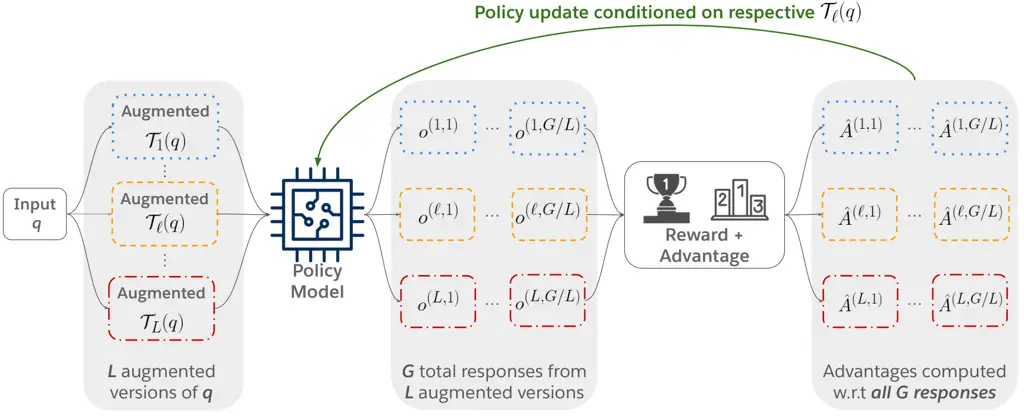 Policy update conditioned on respective 𝒯ℓ(q)
Input
q
Augmented
𝒯₁(q)
Augmented
𝒯ℓ(q)
Augmented
𝒯_L(q)
L augmented
versions of q
Policy
Model
o^(1,1) ... o^(1,G/L)
o^(ℓ,1) ... o^(ℓ,G/L)
o^(L,1) ... o^(L,G/L)
G total responses from
L augmented versions
1
1
2
3
Reward +
Advantage
Â^(1,1) ... Â^(1,G/L)
Â^(ℓ,1) ... Â^(ℓ,G/L)
Â^(L,1) ... Â^(L,G/L)
Advantages computed
w.r.t all G responses